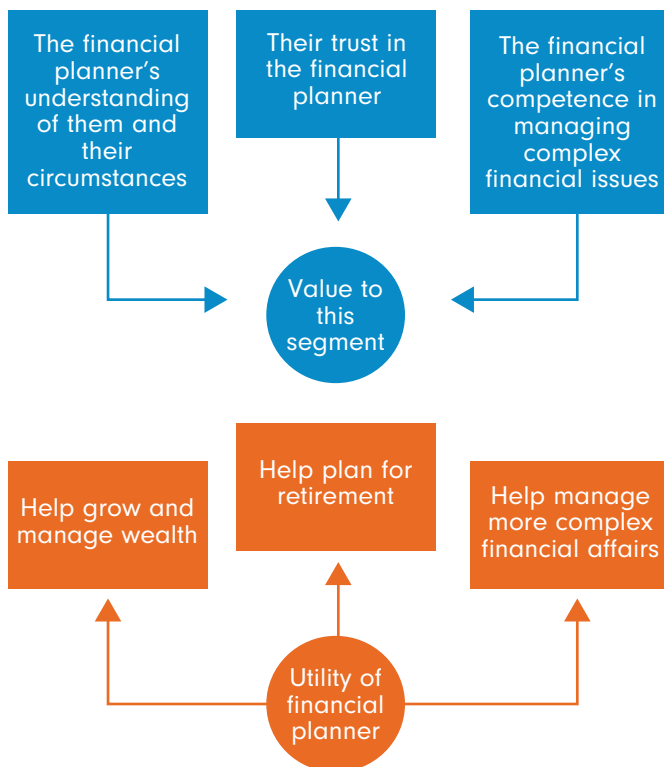 The financial
planner's
understanding
of them and
their
circumstances
Their trust in
the financial
planner
The financial
planner's
competence in
managing
complex
financial issues
Value to
this
segment
Help grow and
manage wealth
Help plan for
retirement
Help manage
more complex
financial affairs
Utility of
financial
planner